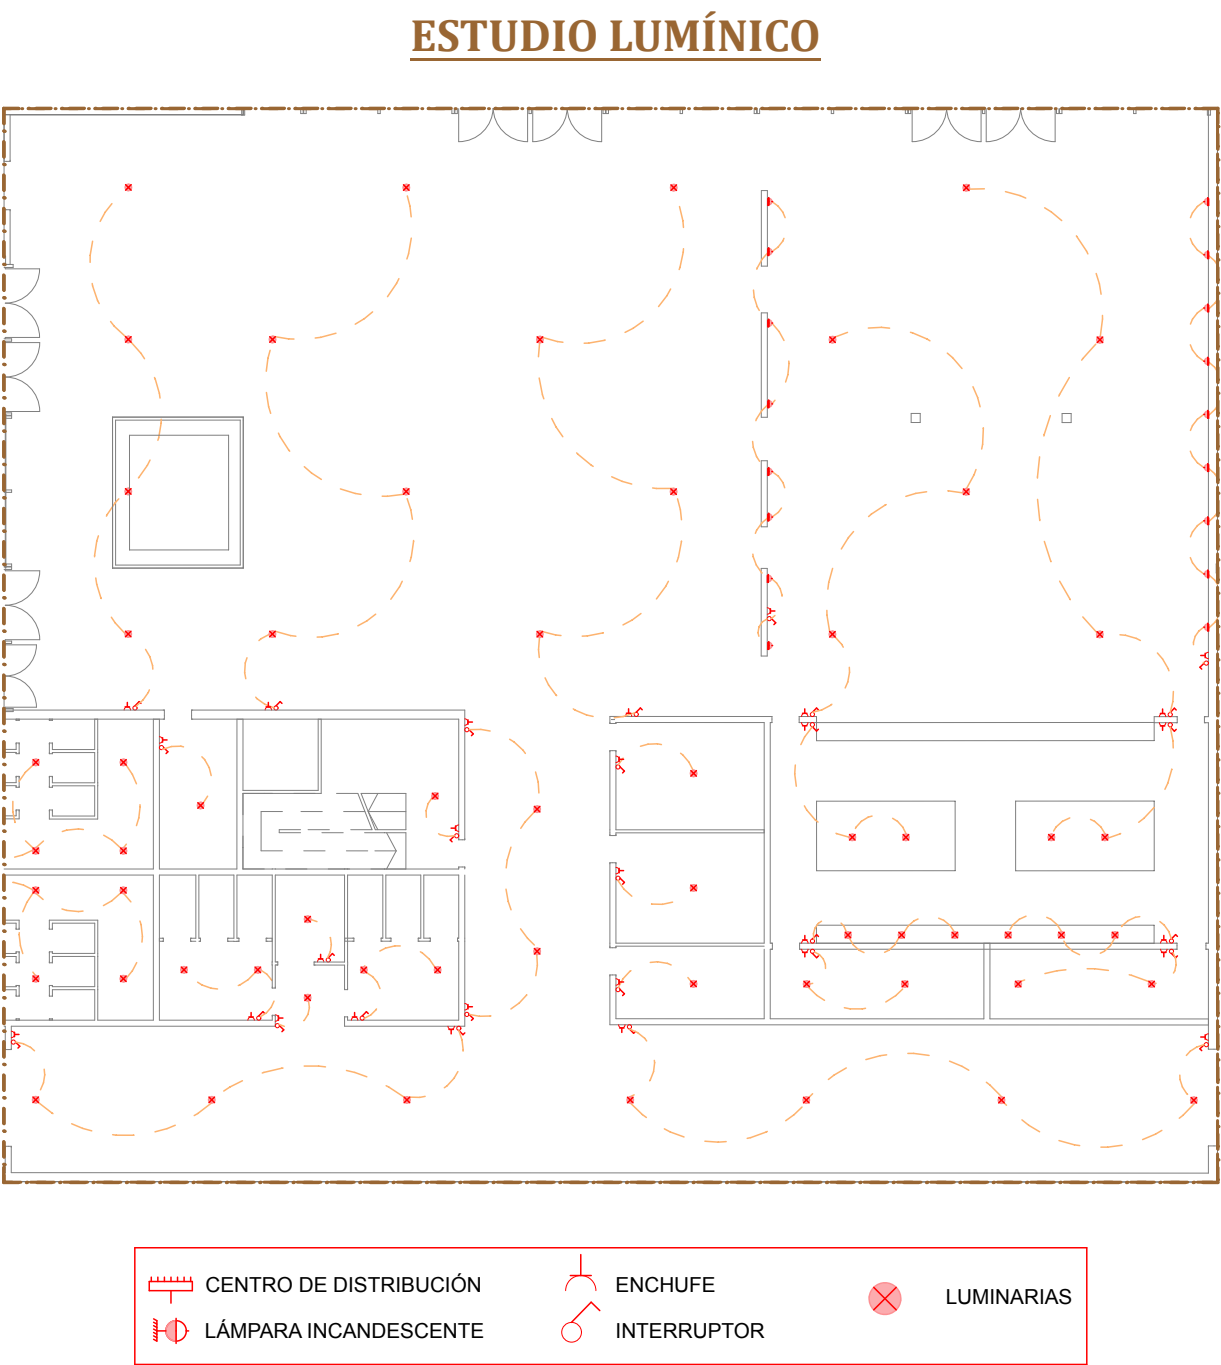 ESTUDIO LUMÍNICO
CENTRO DE DISTRIBUCIÓN
ENCHUFE
LUMINARIAS
LÁMPARA INCANDESCENTE
INTERRUPTOR